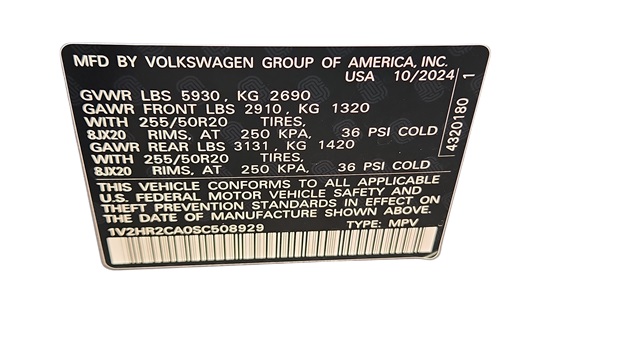 MFD BY VOLKSWAGEN GROUP OF AMERICA, INC.
USA 10/2024
GVWR LBS 5930, KG 2690
GAWR FRONT LBS 2910, KG 1320
WITH 255/50R20 TIRES,
8JX20 RIMS, AT 250 KPA, 36 PSI COLD
GAWR REAR LBS 3131, KG 1420
WITH 255/50R20 TIRES,
8JX20 RIMS, AT 250 KPA, 36 PSI COLD
THIS VEHICLE CONFORMS TO ALL APPLICABLE
U.S. FEDERAL MOTOR VEHICLE SAFETY AND
THEFT PREVENTION STANDARDS IN EFFECT ON
THE DATE OF MANUFACTURE SHOWN ABOVE.
1V2HR2CA0SC508929 TYPE: MPV
4320180 1